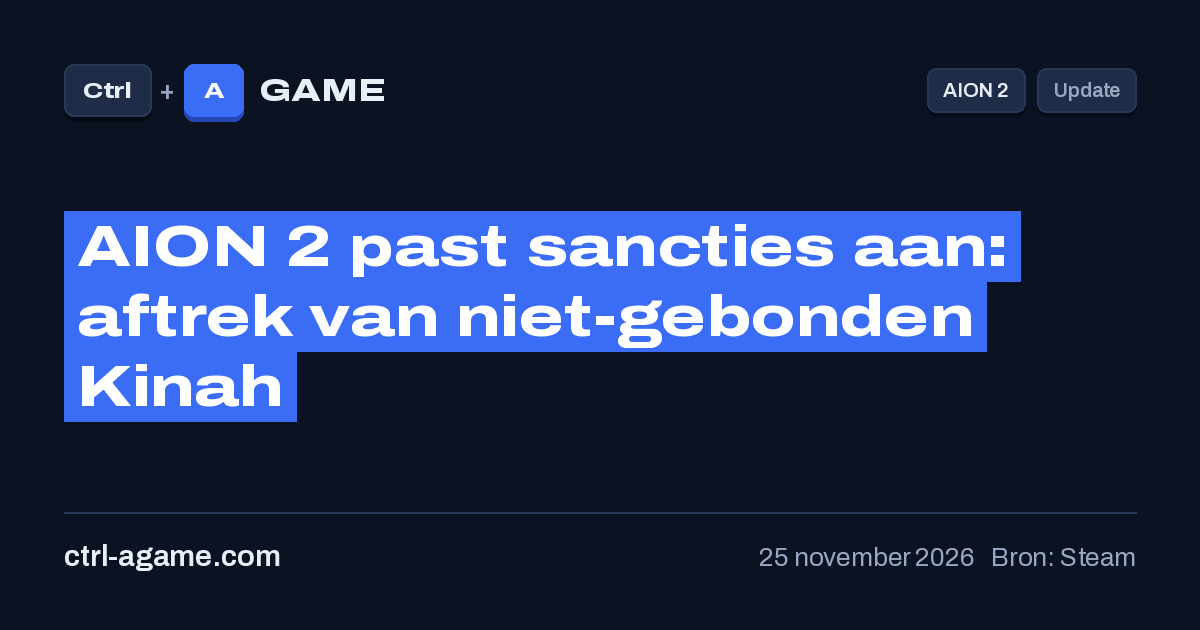 Ctrl + A GAME
AION 2 Update
AION 2 past sancties aan:
aftrek van niet-gebonden
Kinah
ctrl-agame.com
25 november 2026 Bron: Steam